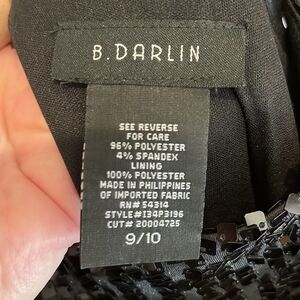 B.DARLIN
SEE REVERSE
FOR CARE
96% POLYESTER
4% SPANDEX
LINING
100% POLYESTER
MADE IN PHILIPPINES
OF IMPORTED FABRIC
RN# 54314
STYLE# I34P3196
CUT# 20004725
9/10